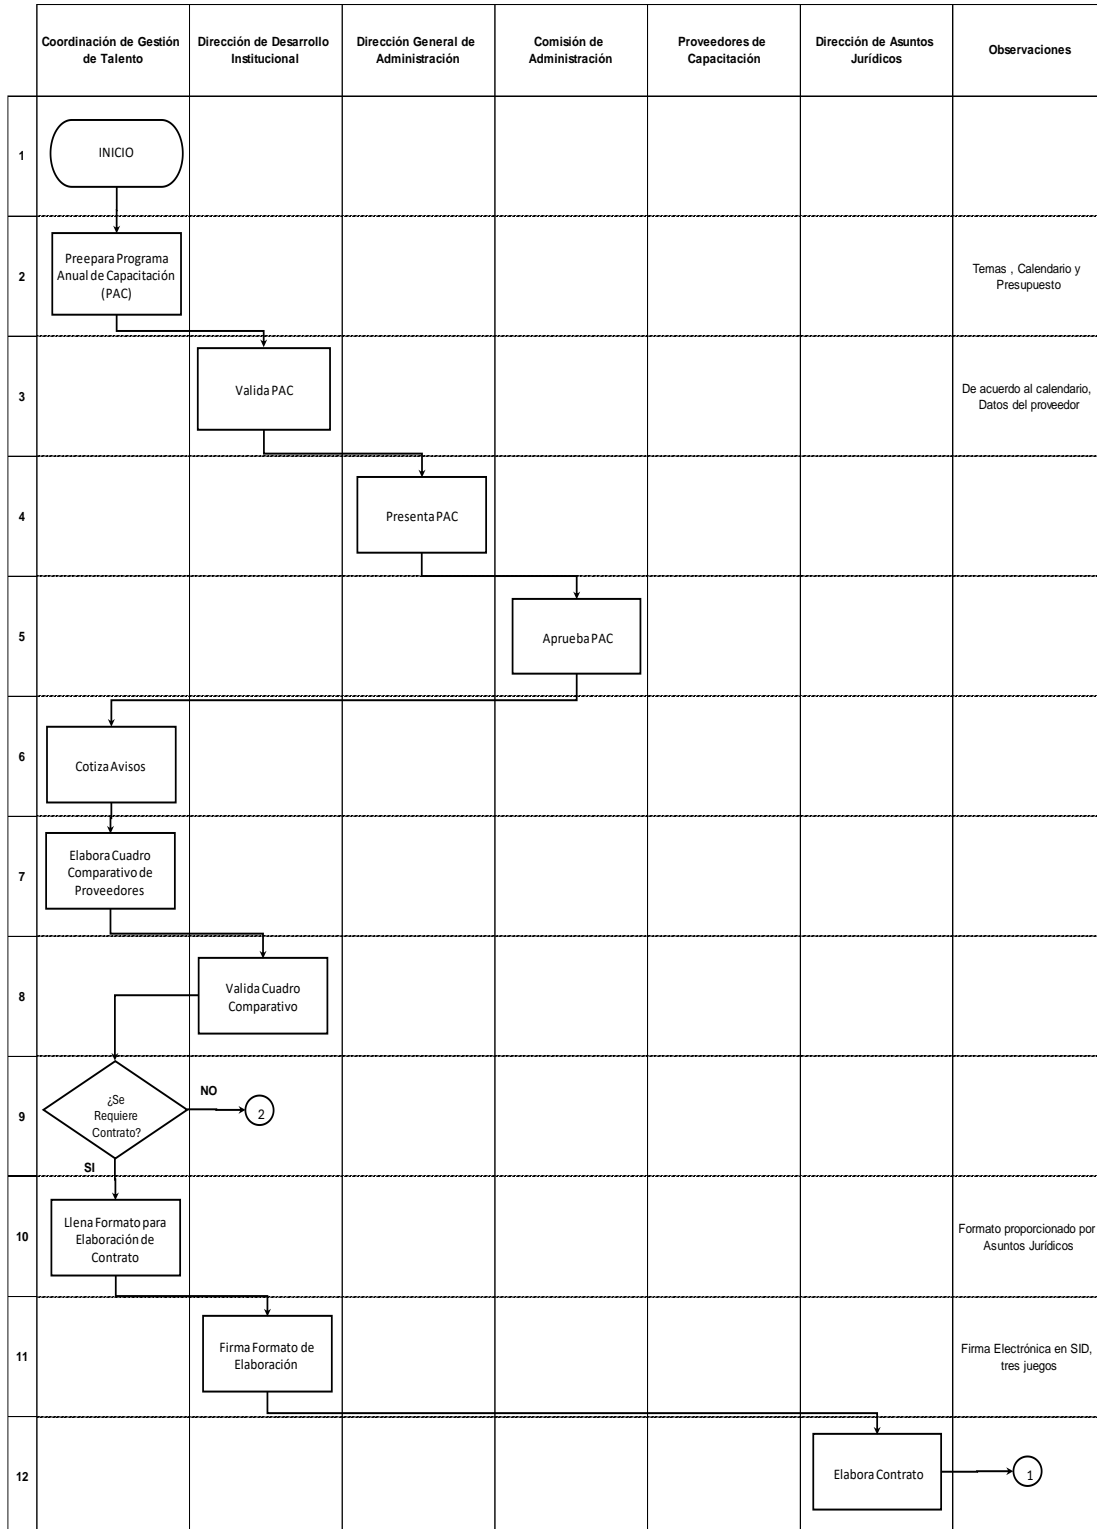 Coordinación de Gestión
de Talento
Dirección de Desarrollo
Institucional
Dirección General de
Administración
Comisión de
Administración
Proveedores de
Capacitación
Dirección de Asuntos
Jurídicos
Observaciones
1
INICIO
2
Preepara Programa
Anual de Capacitación
(PAC)
Temas , Calendario y
Presupuesto
3
Valida PAC
De acuerdo al calendario,
Datos del proveedor
4
Presenta PAC
5
Aprueba PAC
6
Cotiza Avisos
7
Elabora Cuadro
Comparativo de
Proveedores
8
Valida Cuadro
Comparativo
9
¿Se
Requiere
Contrato?
NO
2
SI
10
Llena Formato para
Elaboración de
Contrato
Formato proporcionado por
Asuntos Jurídicos
11
Firma Formato de
Elaboración
Firma Electrónica en SID,
tres juegos
12
Elabora Contrato
1